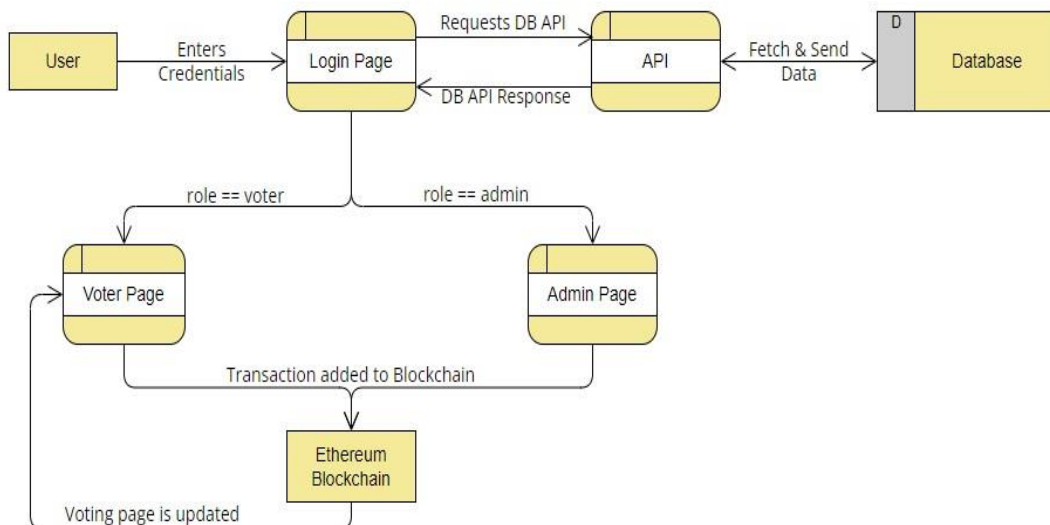 User
Enters
Credentials
Login Page
Requests DB API
DB API Response
API
Fetch & Send
Data
D
Database
role == voter
role == admin
Voter Page
Admin Page
Transaction added to Blockchain
Ethereum
Blockchain
Voting page is updated